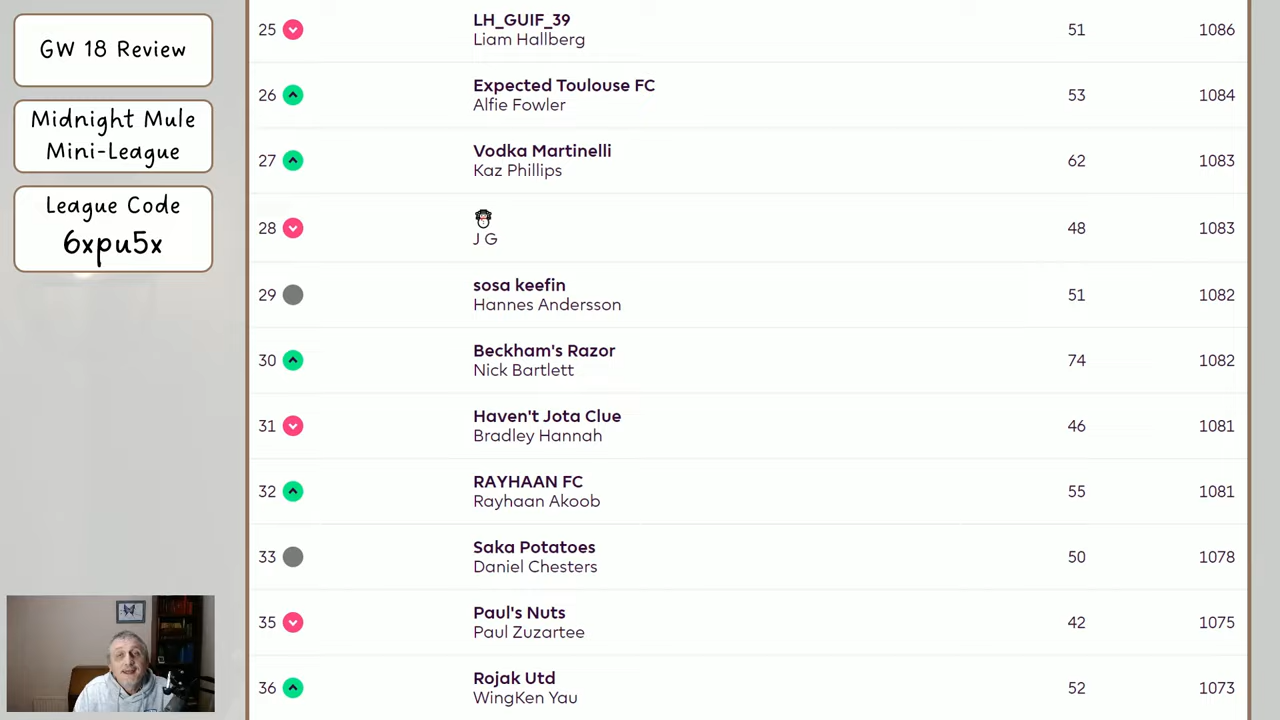 GW 18 Review
Midnight Mule
Mini-League
League Code
6xpu5x
25 LH_GUIF_39 51 1086
Liam Hallberg
26 Expected Toulouse FC 53 1084
Alfie Fowler
27 Vodka Martinelli 62 1083
Kaz Phillips
28 48 1083
J G
29 sosa keefin 51 1082
Hannes Andersson
30 Beckham's Razor 74 1082
Nick Bartlett
31 Haven't Jota Clue 46 1081
Bradley Hannah
32 RAYHAAN FC 55 1081
Rayhaan Akoob
33 Saka Potatoes 50 1078
Daniel Chesters
35 Paul's Nuts 42 1075
Paul Zuzartee
36 Rojak Utd 52 1073
WingKen Yau